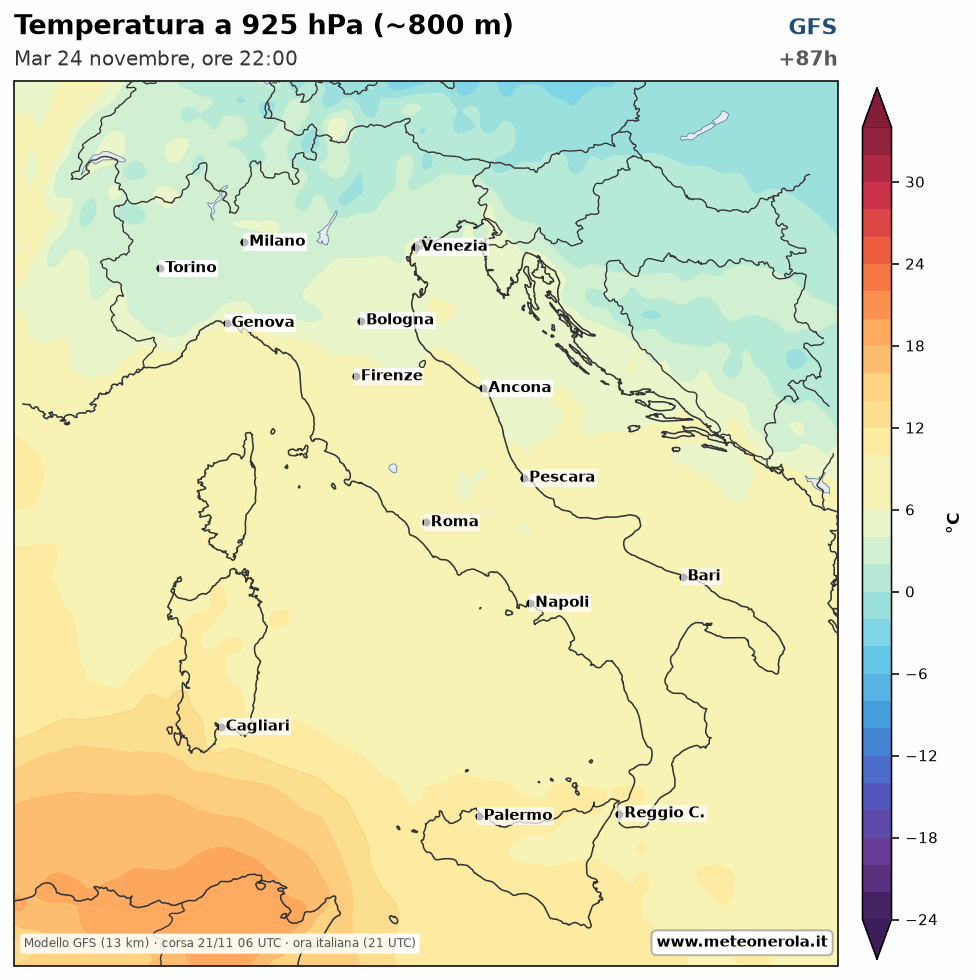 Temperatura a 925 hPa (~800 m)
GFS
Mar 24 novembre, ore 22:00
+87h
Milano
Venezia
Torino
Genova
Bologna
Firenze
Ancona
Pescara
Roma
Bari
Napoli
Cagliari
Palermo
Reggio C.
30
24
18
12
6
0
−6
−12
−18
−24
°C
Modello GFS (13 km) · corsa 21/11 06 UTC · ora italiana (21 UTC)
www.meteonerola.it